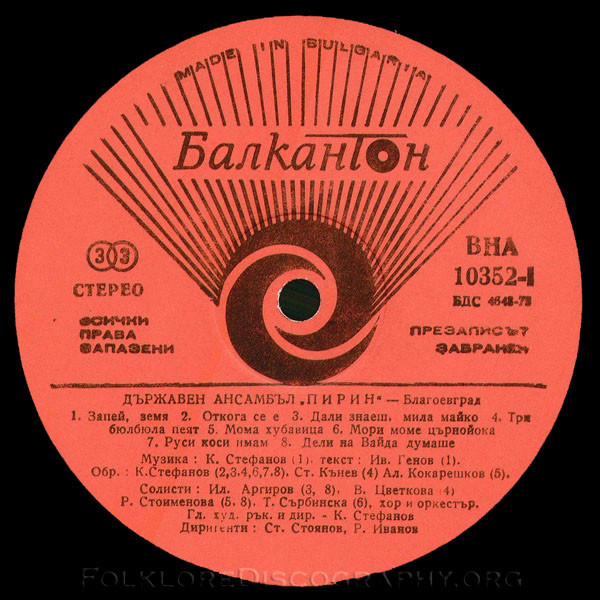 MADE IN BULGARIA
БалканТон
33
СТЕРЕО
ВНА
10352-I
БДС 4648-73
ВСИЧКИ
ПРАВА
ЗАПАЗЕНИ
ПРЕЗАПИСЪТ
ЗАБРАНЕН
ДЪРЖАВЕН АНСАМБЪЛ „ПИРИН“ — Благоевград
1. Запей, земя 2. Откога се е 3. Дали знаеш, мила майко 4. Три
бюлбюла пеят 5. Мома хубавица 6. Мори моме църнойока
7. Руси коси имам 8. Дели на Вайда думаше
Музика : К. Стефанов (1). текст : Ив. Генов (1).
Обр. : К.Стефанов (2,3,4,6,7,8). Ст. Кънев (4) Ал. Кокарешков (5).
Солисти : Ил. Аргиров (3, 8). В. Цветкова (4)
Р. Стоименова (5, 8). Т. Сърбинска (6), хор и оркестър.
Гл. худ. рък. и дир. - К. Стефанов
Диригенти : Ст. Стоянов, Р. Иванов
FolkloreDiscography.org